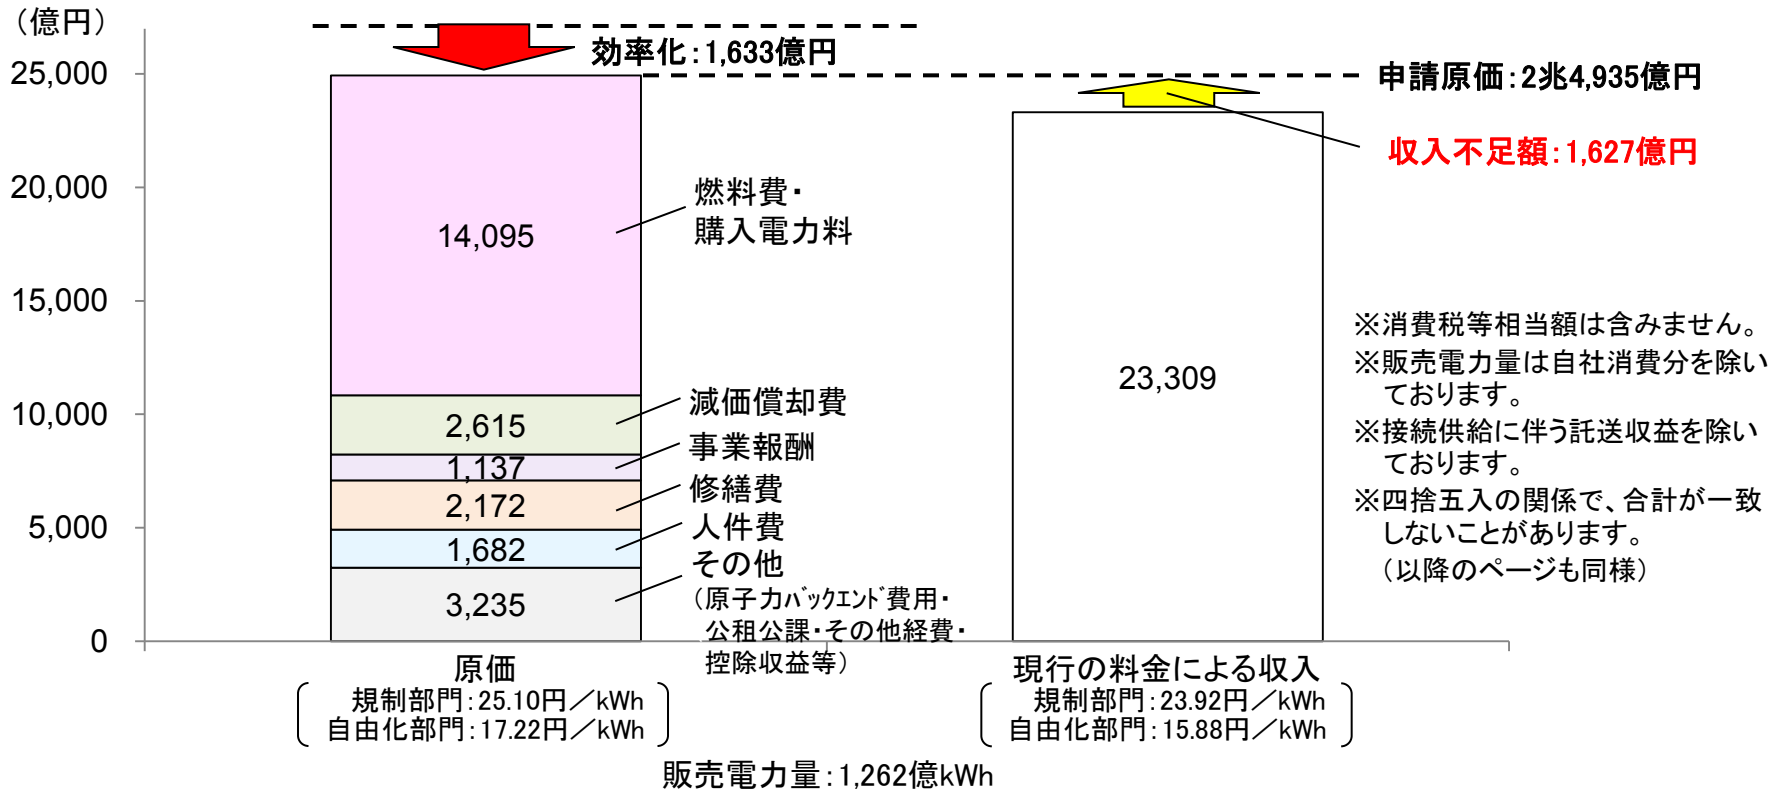 （億円）
効率化：1,633億円
申請原価：2兆4,935億円
収入不足額：1,627億円
25,000
20,000
15,000
10,000
5,000
0
14,095
燃料費・
購入電力料
2,615
減価償却費
1,137
事業報酬
2,172
修繕費
1,682
人件費
3,235
その他
（原子力ﾊﾞｯｸｴﾝﾄﾞ費用・
公租公課・その他経費・
控除収益等）
23,309
※消費税等相当額は含みません。
※販売電力量は自社消費分を除い
ております。
※接続供給に伴う託送収益を除い
ております。
※四捨五入の関係で、合計が一致
しないことがあります。
（以降のページも同様）
原価
規制部門：25.10円／kWh
自由化部門：17.22円／kWh
現行の料金による収入
規制部門：23.92円／kWh
自由化部門：15.88円／kWh
販売電力量：1,262億kWh